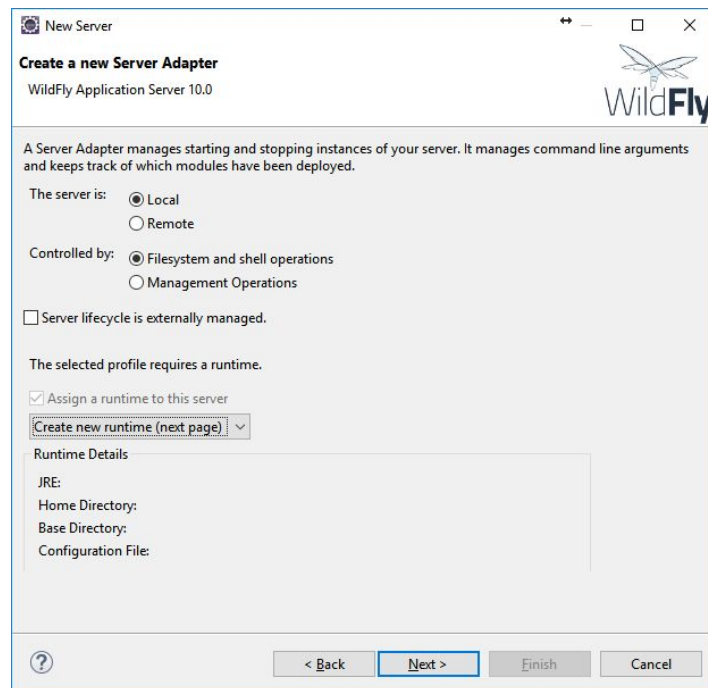 New Server
Create a new Server Adapter
WildFly Application Server 10.0
WildFly
A Server Adapter manages starting and stopping instances of your server. It manages command line arguments
and keeps track of which modules have been deployed.
The server is:
Local
Remote
Controlled by:
Filesystem and shell operations
Management Operations
Server lifecycle is externally managed.
The selected profile requires a runtime.
Assign a runtime to this server
Create new runtime (next page)
Runtime Details
JRE:
Home Directory:
Base Directory:
Configuration File:
? < Back Next > Finish Cancel